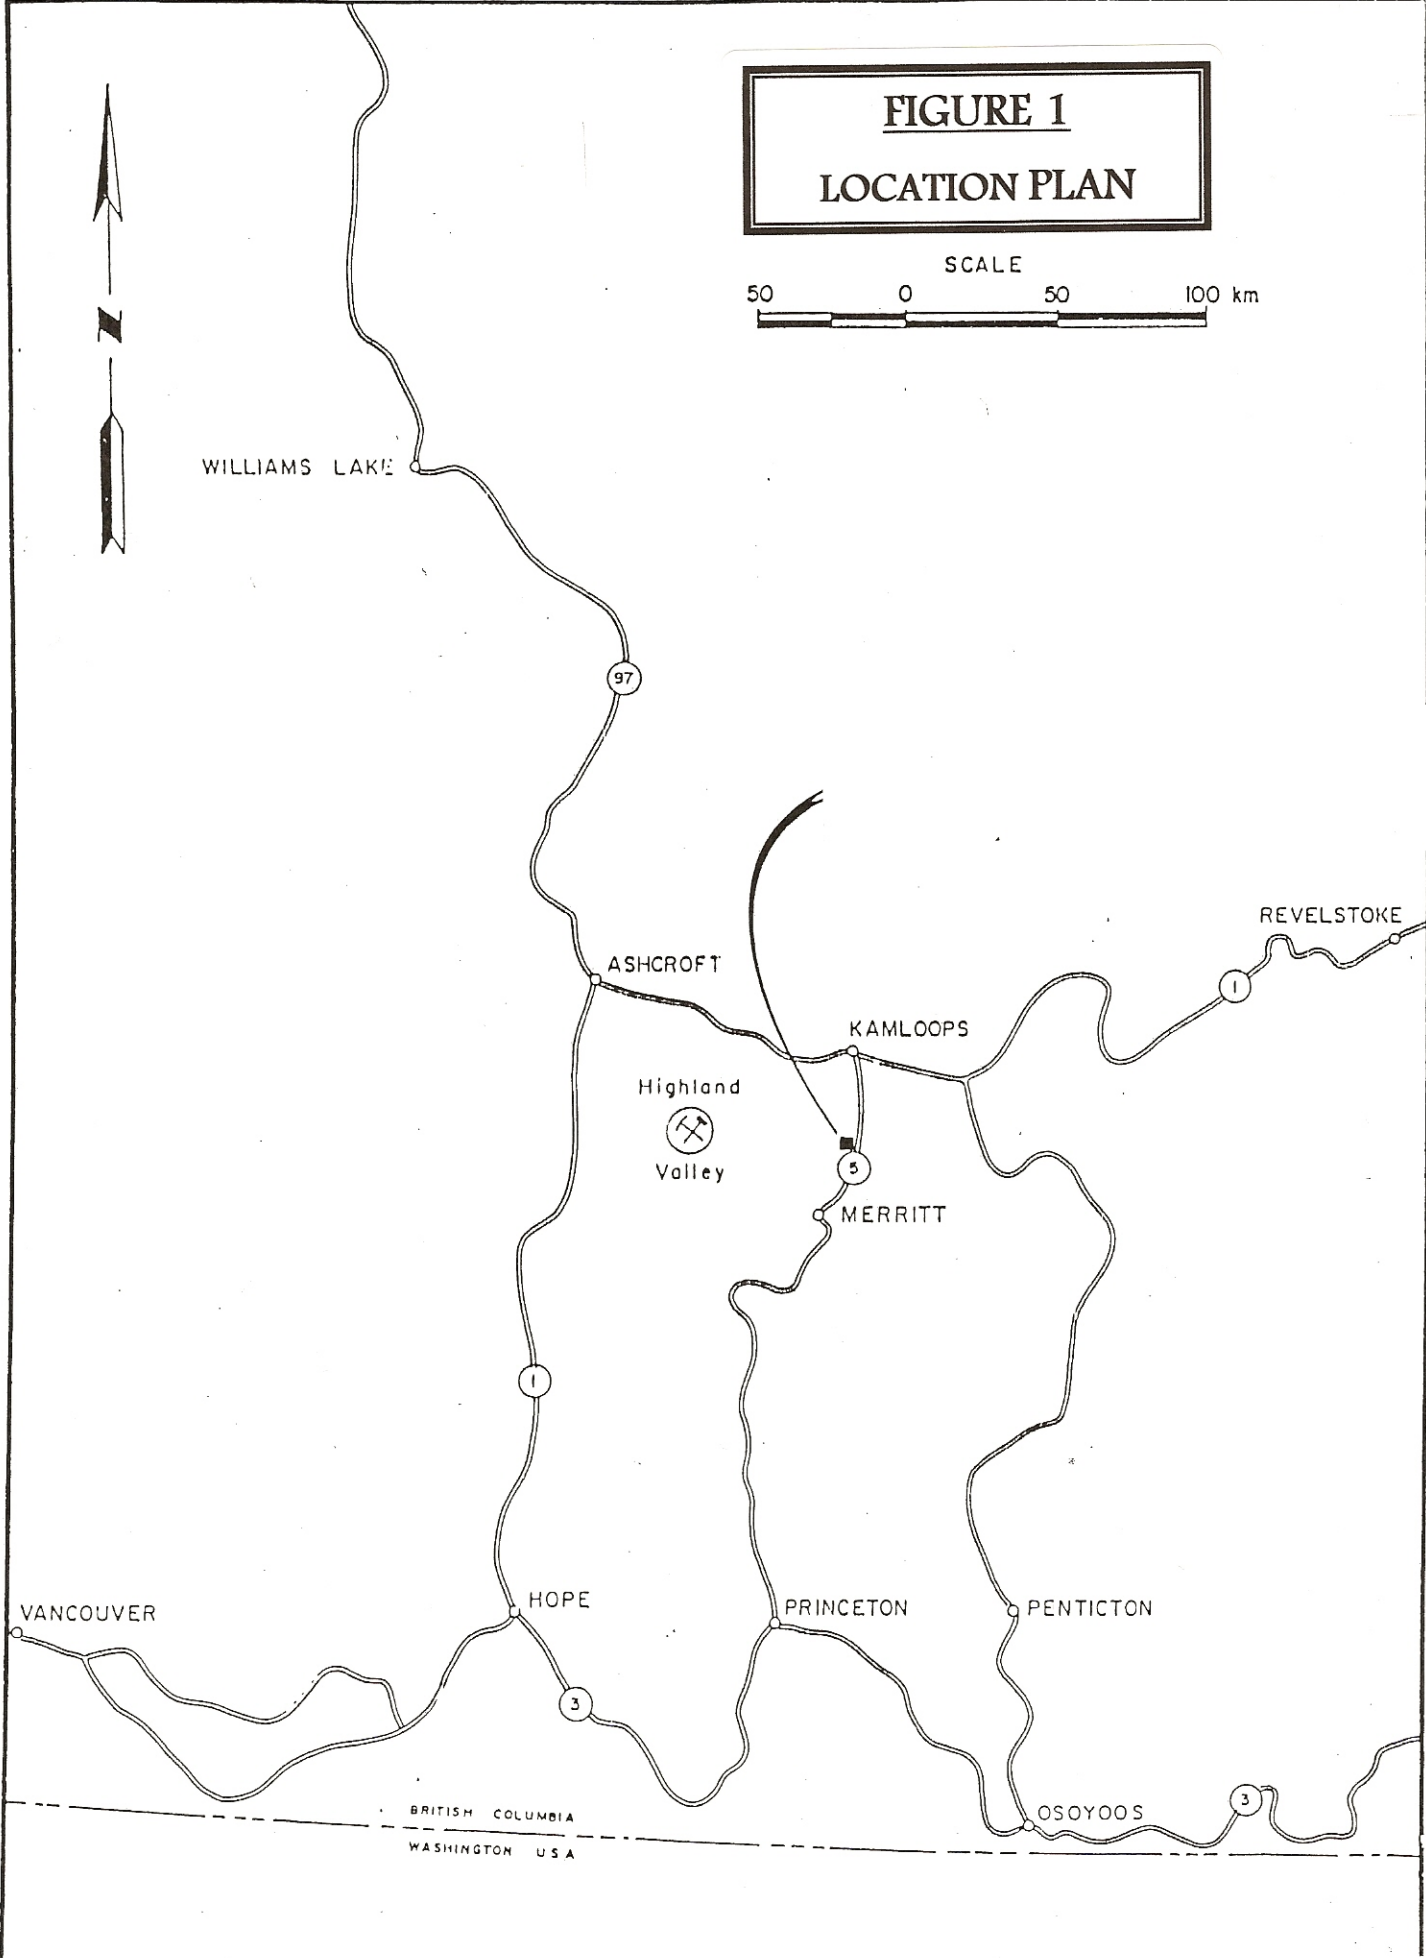 FIGURE 1
LOCATION PLAN
SCALE
50 0 50 100 km
N
WILLIAMS LAKE
97
REVELSTOKE
ASHCROFT
1
KAMLOOPS
Highland
Valley
5
MERRITT
1
HOPE
PRINCETON
PENTICTON
VANCOUVER
3
3
OSOYOOS
BRITISH COLUMBIA
WASHINGTON USA